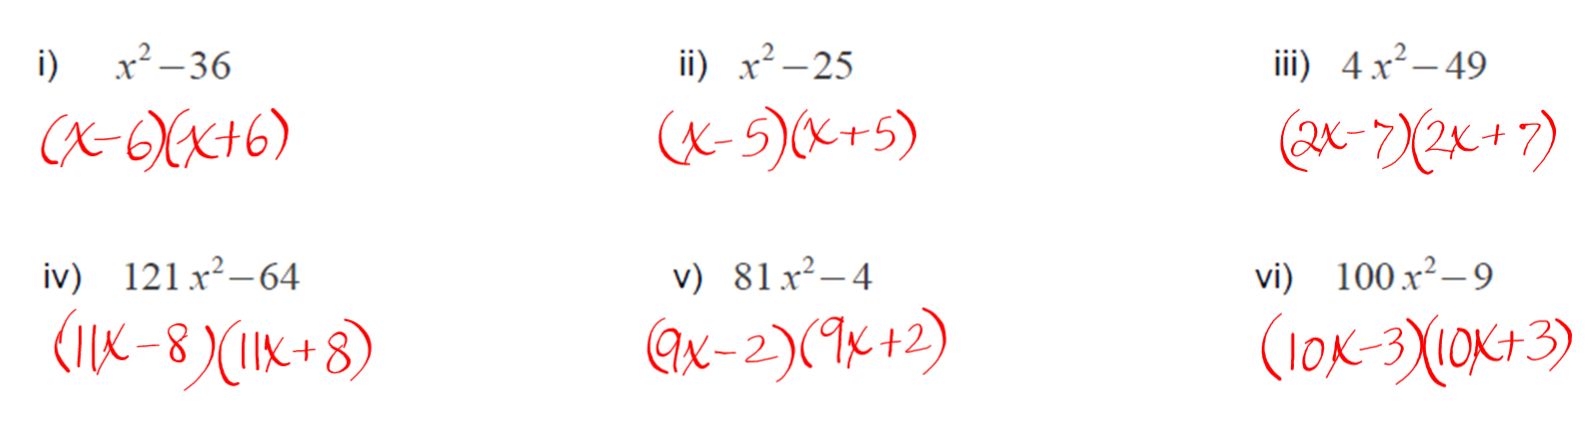 i) x² – 36 ii) x² – 25 iii) 4x² – 49
(x-6)(x+6) (x-5)(x+5) (2x-7)(2x+7)
iv) 121x² – 64 v) 81x² – 4 vi) 100x² – 9
(11x-8)(11x+8) (9x-2)(9x+2) (10x-3)(10x+3)